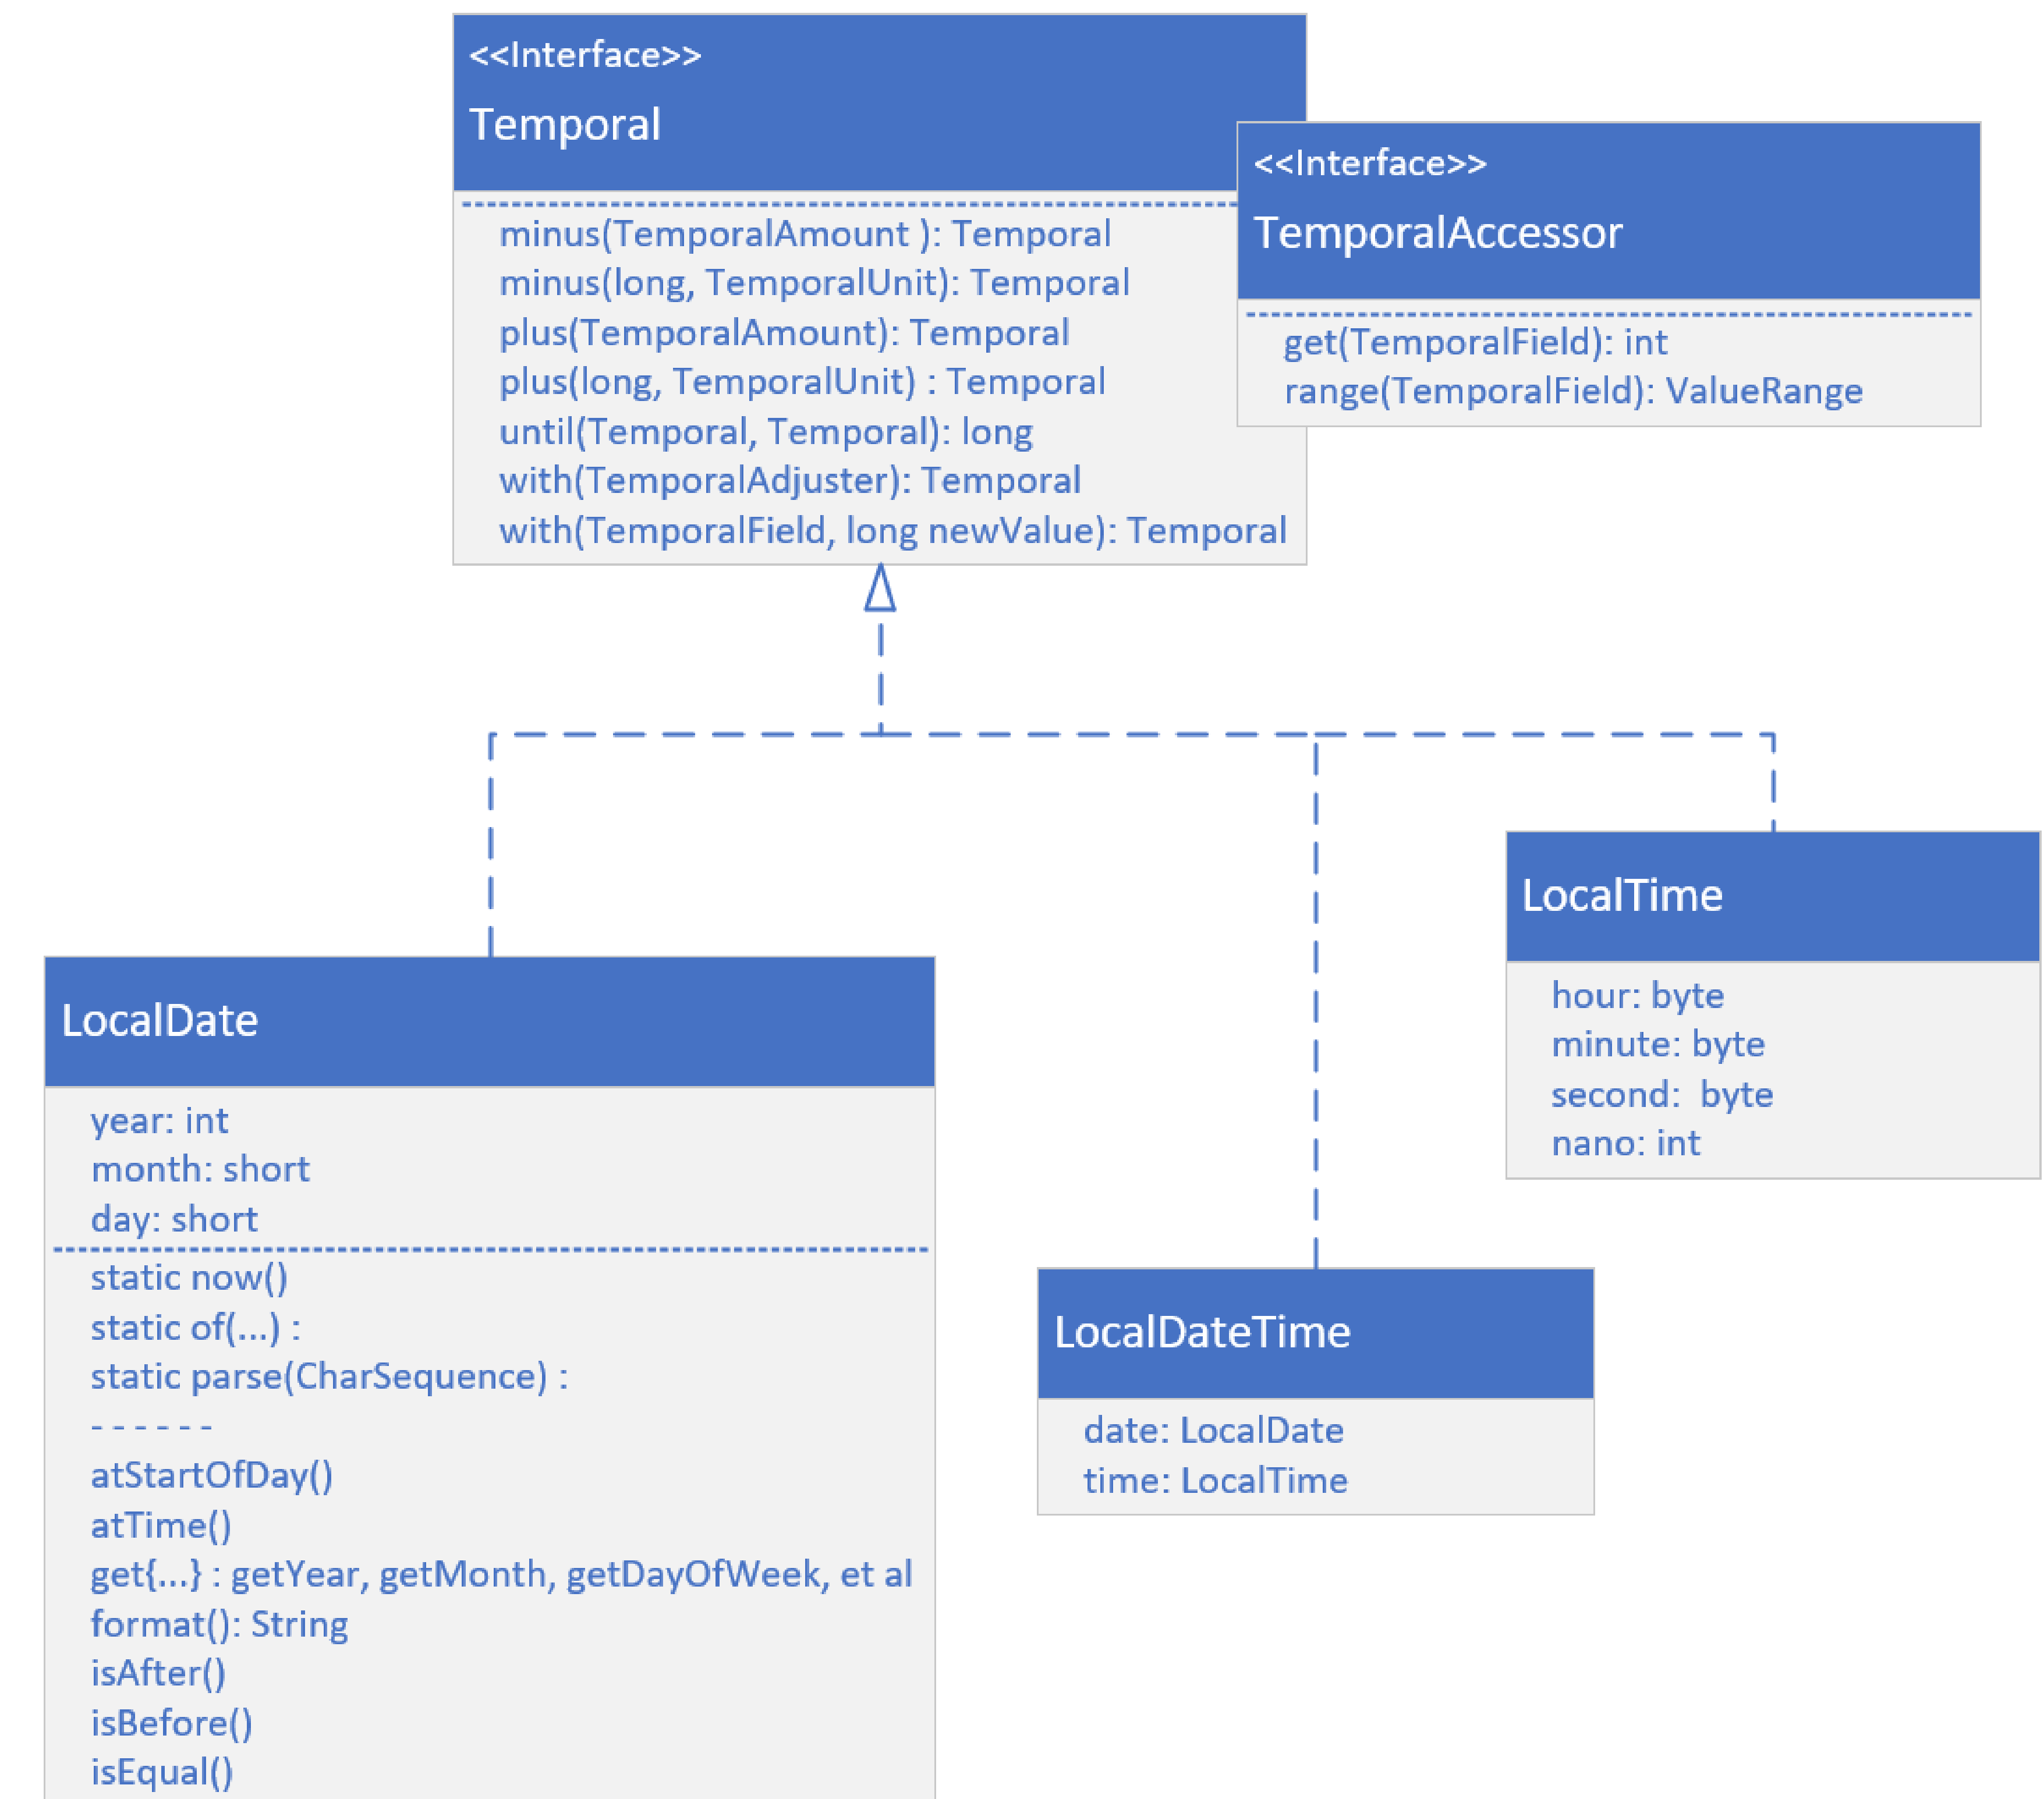 <<Interface>>
Temporal
minus(TemporalAmount ): Temporal
minus(long, TemporalUnit): Temporal
plus(TemporalAmount): Temporal
plus(long, TemporalUnit) : Temporal
until(Temporal, Temporal): long
with(TemporalAdjuster): Temporal
with(TemporalField, long newValue): Temporal
<<Interface>>
TemporalAccessor
get(TemporalField): int
range(TemporalField): ValueRange
LocalDate
year: int
month: short
day: short
static now()
static of(...) :
static parse(CharSequence) :
- - - - - -
atStartOfDay()
atTime()
get{...} : getYear, getMonth, getDayOfWeek, et al
format(): String
isAfter()
isBefore()
isEqual()
LocalDateTime
date: LocalDate
time: LocalTime
LocalTime
hour: byte
minute: byte
second:  byte
nano: int